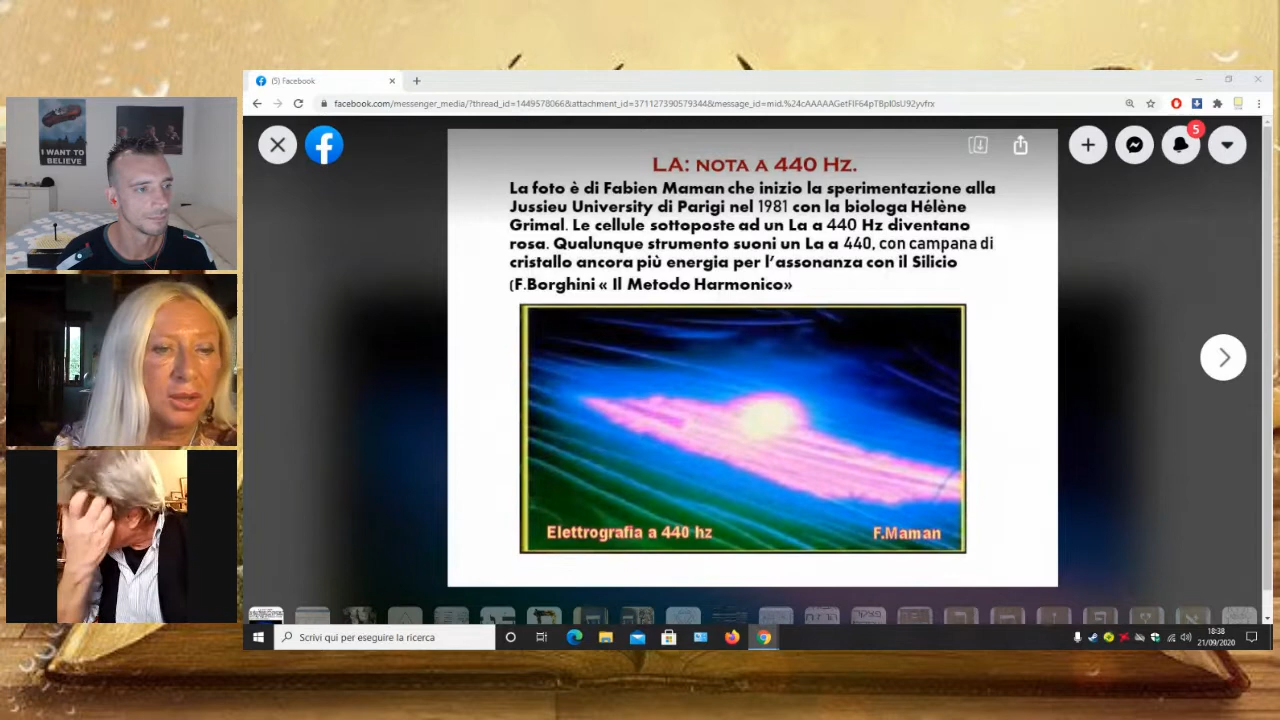 (5) Facebook
facebook.com/messenger_media/?thread_id=1449578066&attachment_id=371127390579344&message_id=mid.%24cAAAAAGetFIF64pTBpl0sU92yvfrx
5
I WANT TO
BELIEVE
LA: NOTA A 440 HZ.
La foto è di Fabien Maman che inizio la sperimentazione alla
Jussieu University di Parigi nel 1981 con la biologa Hélène
Grimal. Le cellule sottoposte ad un La a 440 Hz diventano
rosa. Qualunque strumento suoni un La a 440, con campana di
cristallo ancora più energia per l'assonanza con il Silicio
(F.Borghini « Il Metodo Harmonico»
Elettrografia a 440 hz
F.Maman
Scrivi qui per eseguire la ricerca
18:38
21/09/2020